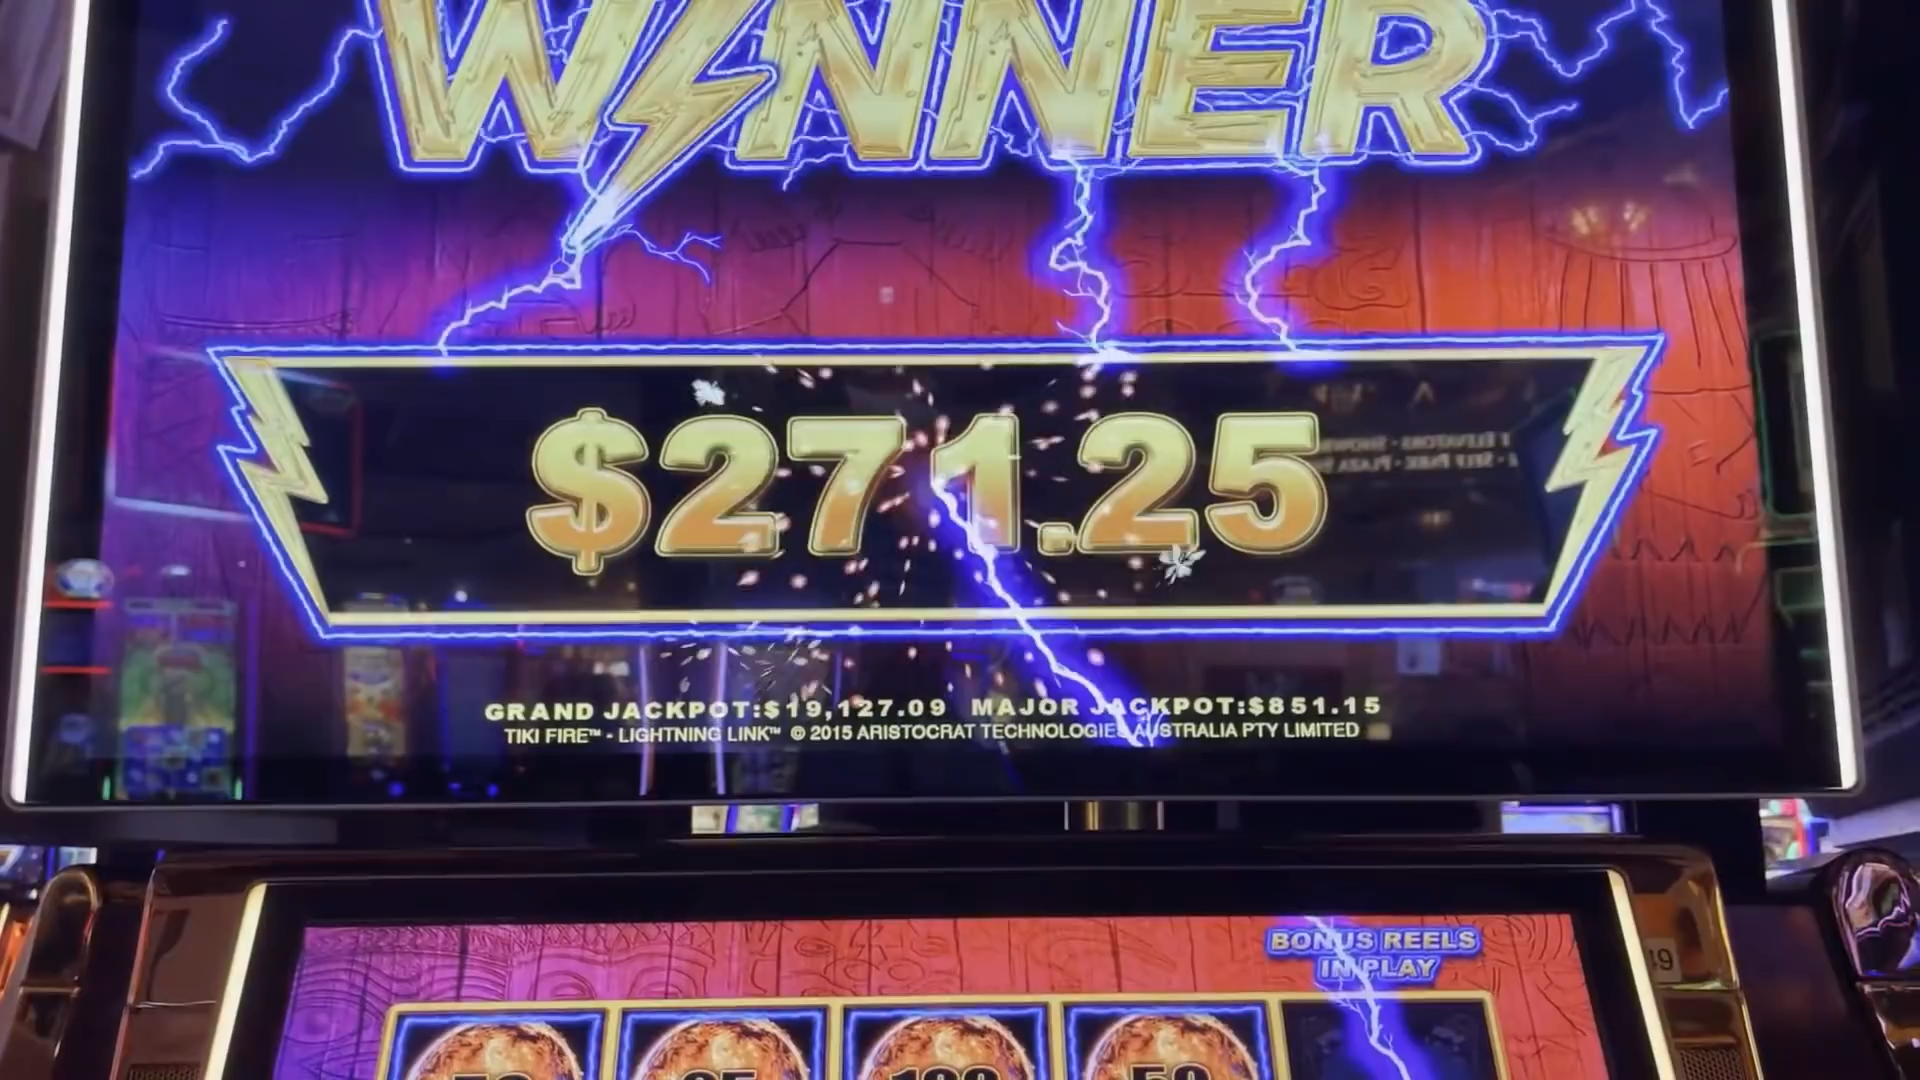 WINNER
$271.25
GRAND JACKPOT:$19,127.09 MAJOR JACKPOT:$851.15
TIKI FIRE™ - LIGHTNING LINK™ © 2015 ARISTOCRAT TECHNOLOGIES AUSTRALIA PTY LIMITED
BONUS REELS
IN PLAY
49